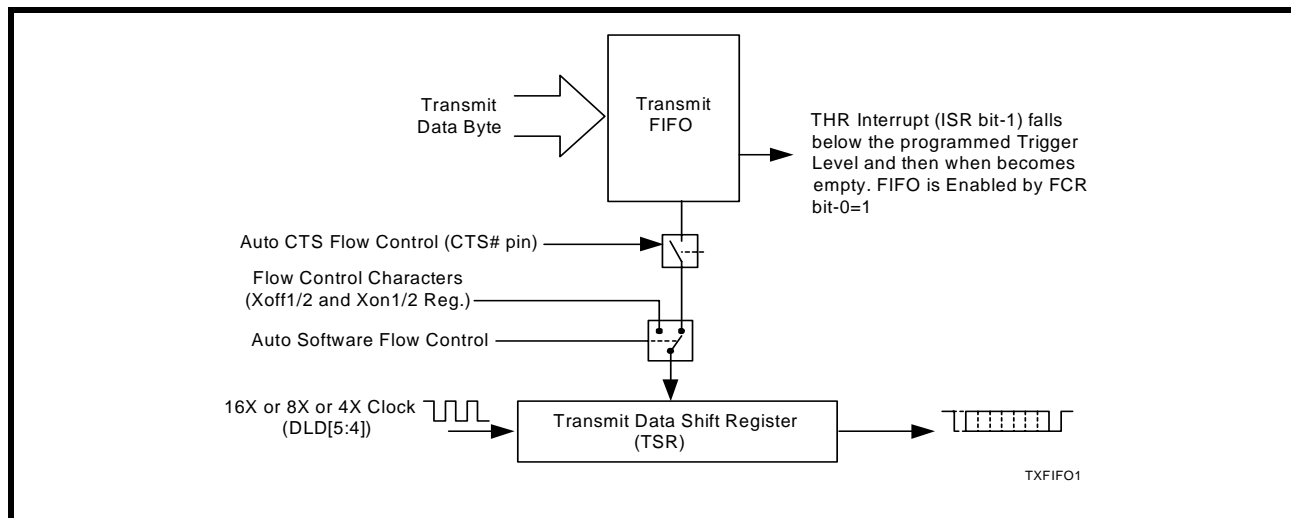 Transmit
FIFO
Transmit
Data Byte
THR Interrupt (ISR bit-1) falls
below the programmed Trigger
Level and then when becomes
empty. FIFO is Enabled by FCR
bit-0=1
Auto CTS Flow Control (CTS# pin)
Flow Control Characters
(Xoff1/2 and Xon1/2 Reg.)
Auto Software Flow Control
16X or 8X or 4X Clock
(DLD[5:4])
Transmit Data Shift Register
(TSR)
TXFIFO1